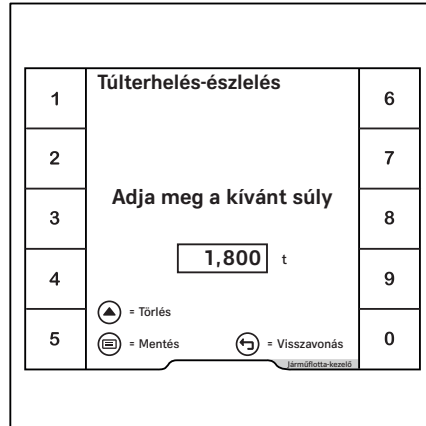 Túlterhelés-észlelés
1
6
2
7
Adja meg a kívánt súly
3
8
1,800 t
4
9
= Törlés
5
= Mentés
= Visszavonás
0
Járműflotta-kezelő